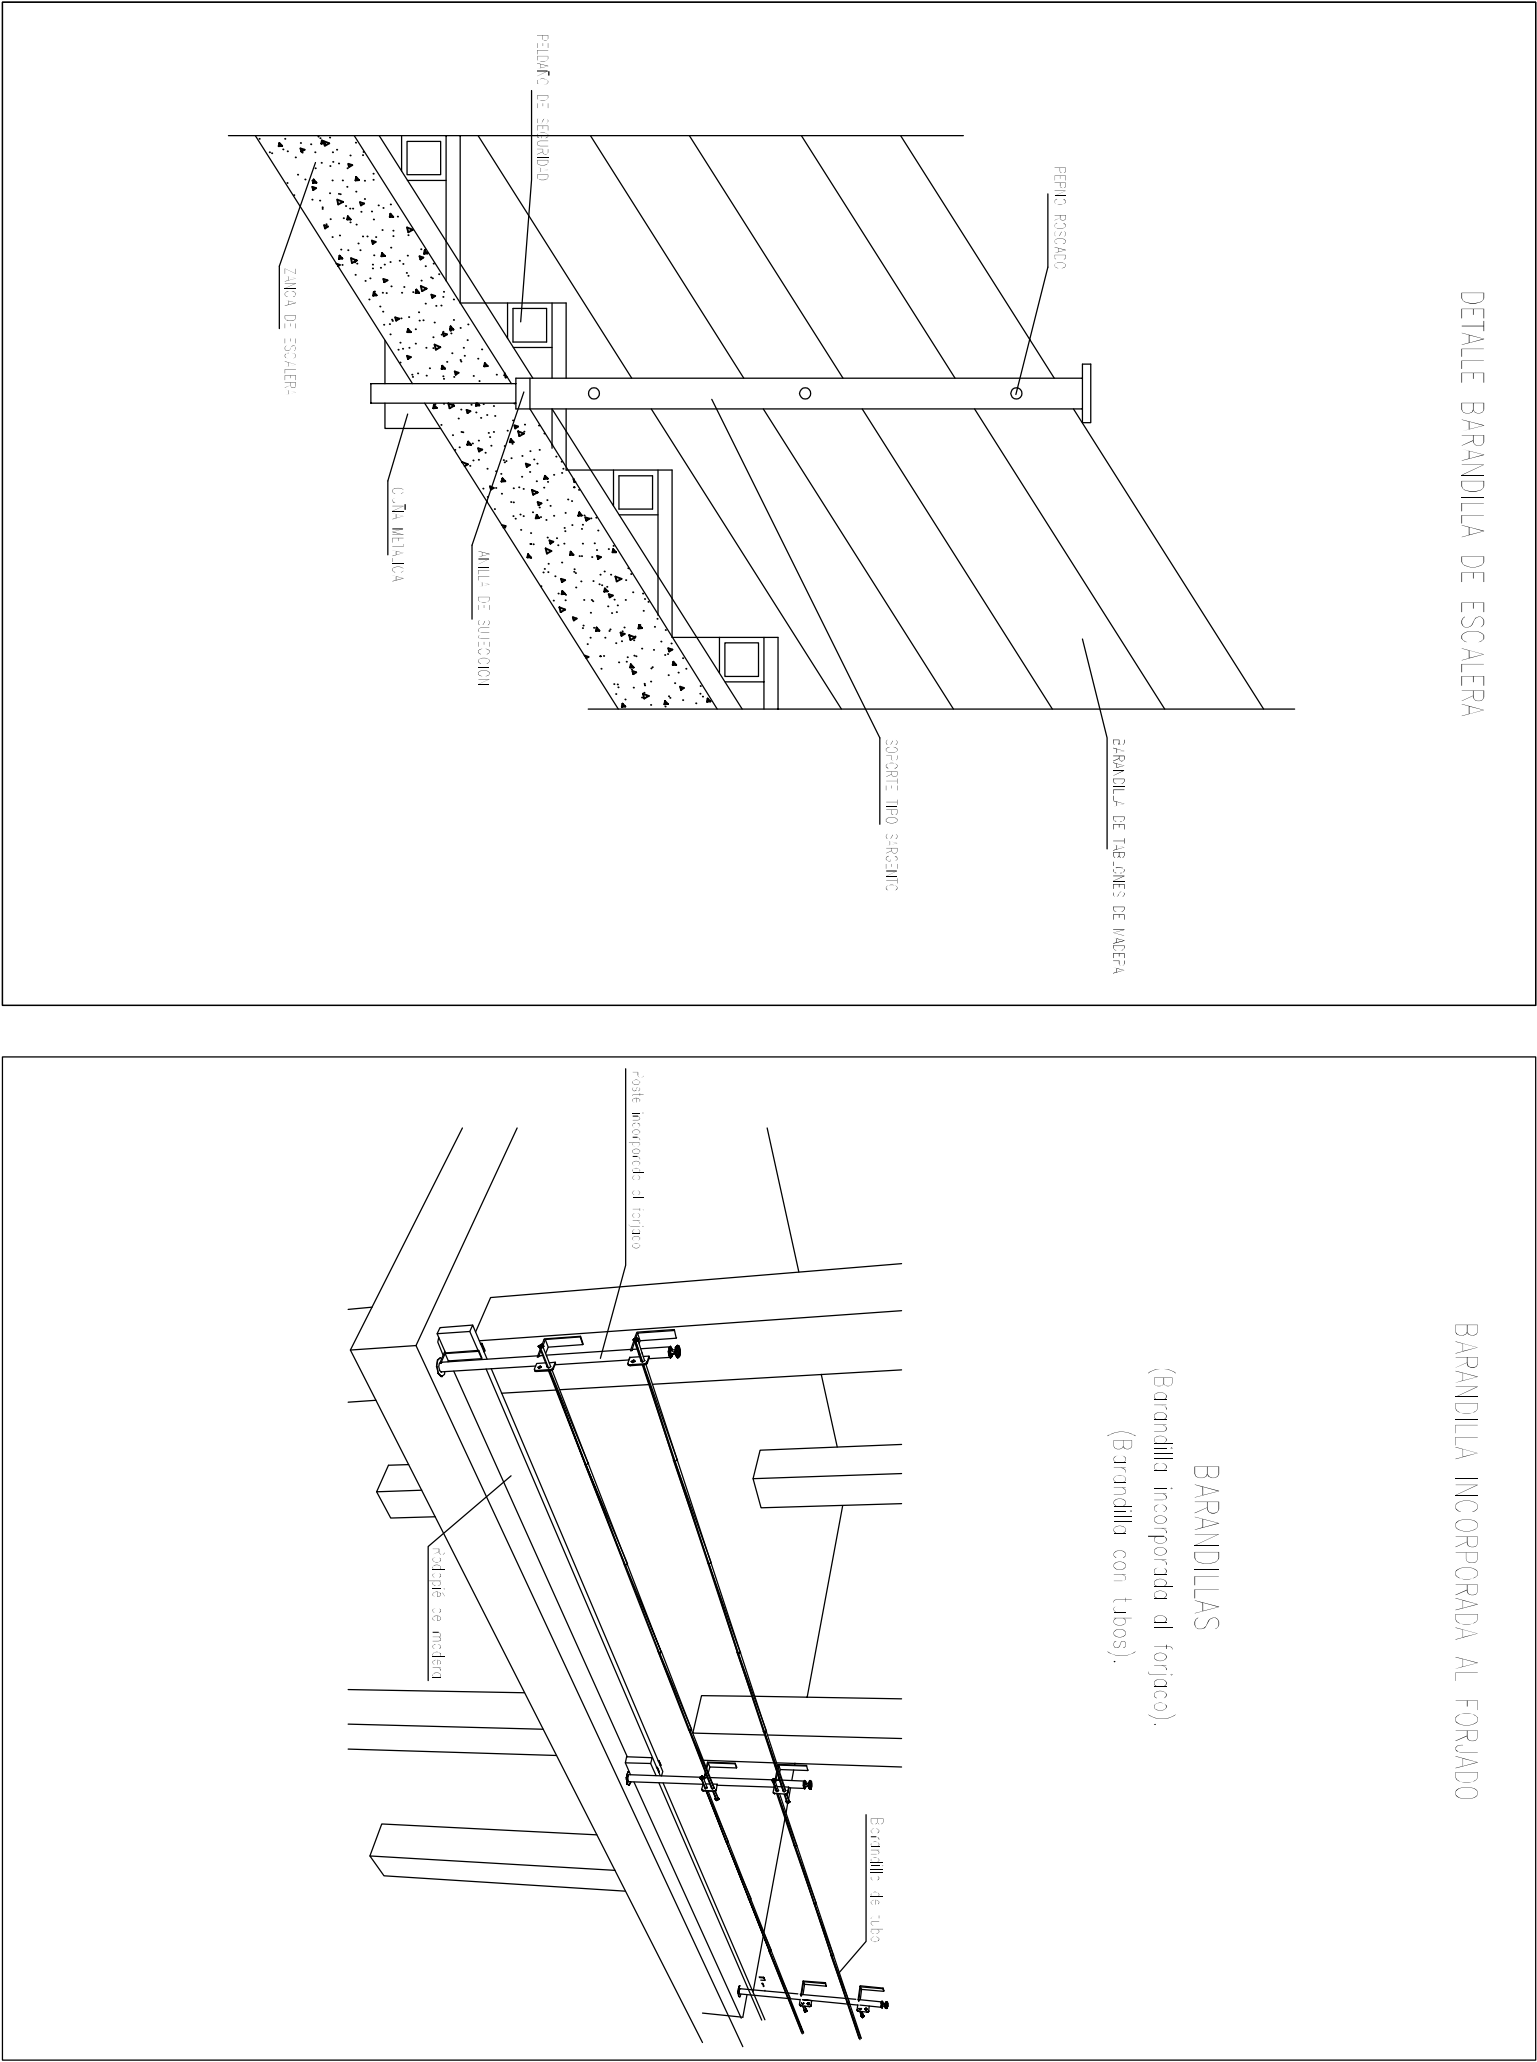 DETALLE BARANDILLA DE ESCALERA
PERNO ROSCADO
PELDAÑO DE SEGURIDAD
ZANCA DE ESCALERA
CUÑA METALICA
ANILLA DE SUJECCION
SOPORTE TIPO SARGENTO
BARANDILLA DE TABLONES DE MADERA
BARANDILLA INCORPORADA AL FORJADO
BARANDILLAS
(Barandilla incorporada al forjado).
(Barandilla con tubos).
Poste incorporado al forjado
Rodapié de madera
Barandilla de tubo